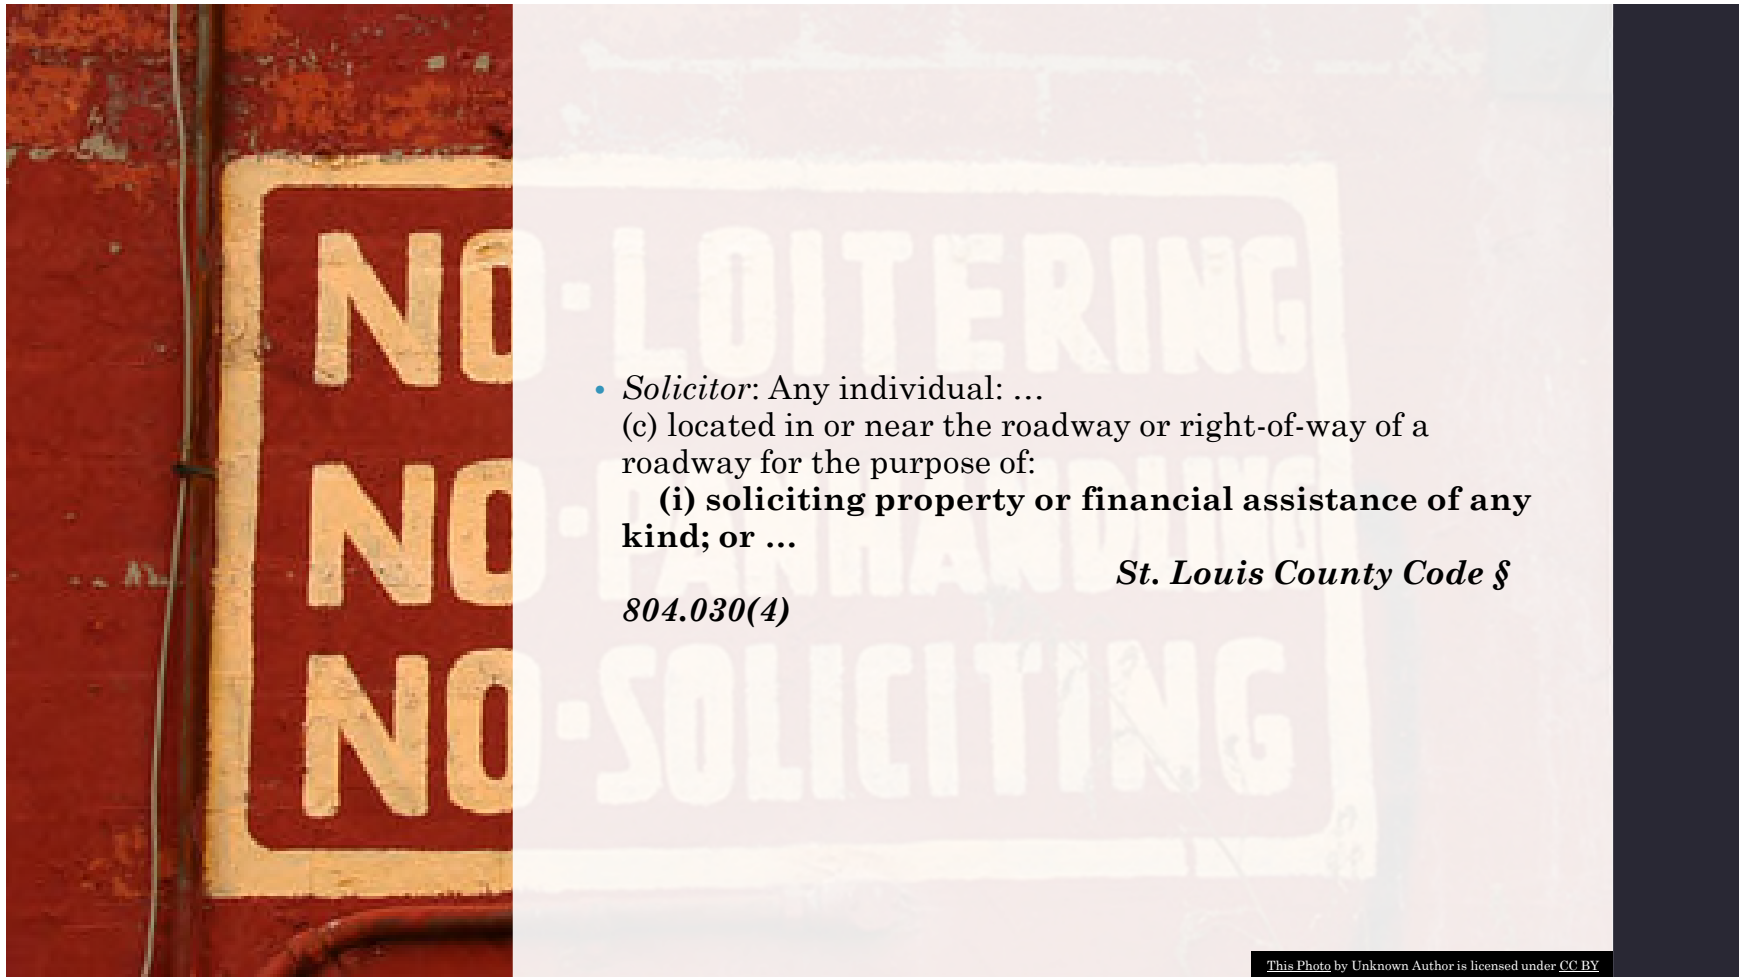 NO·LOITERING
NO·PANHANDLING
NO·SOLICITING
• Solicitor: Any individual: …
(c) located in or near the roadway or right-of-way of a
roadway for the purpose of:
(i) soliciting property or financial assistance of any
kind; or …
St. Louis County Code §
804.030(4)
This Photo by Unknown Author is licensed under CC BY